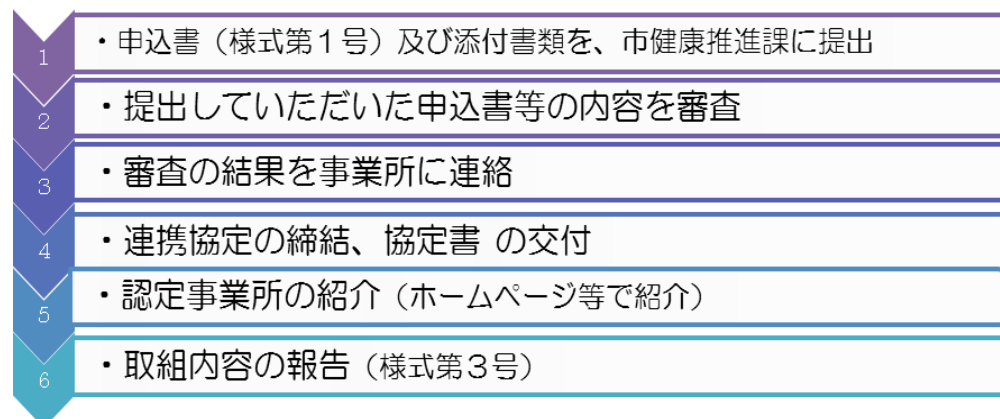 1 ・申込書（様式第１号）及び添付書類を、市健康推進課に提出
2 ・提出していただいた申込書等の内容を審査
3 ・審査の結果を事業所に連絡
4 ・連携協定の締結、協定書 の交付
5 ・認定事業所の紹介（ホームページ等で紹介）
6 ・取組内容の報告（様式第３号）